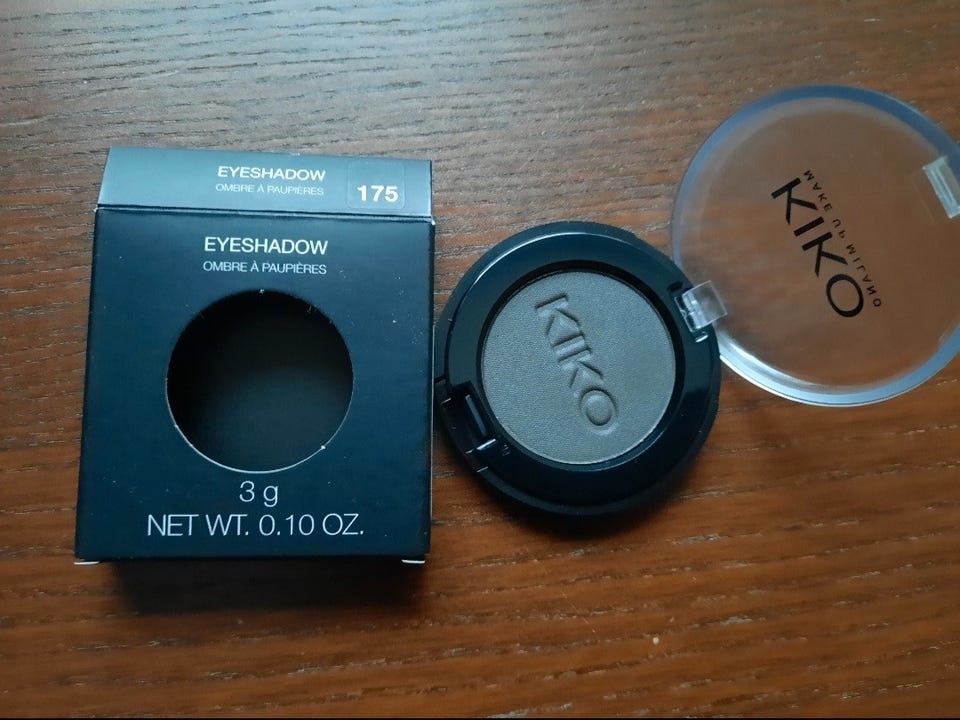 EYESHADOW
OMBRE À PAUPIÈRES
175
EYESHADOW
OMBRE À PAUPIÈRES
3 g
NET WT. 0.10 OZ.
KIKO
MAKE UP MILANO
KIKO